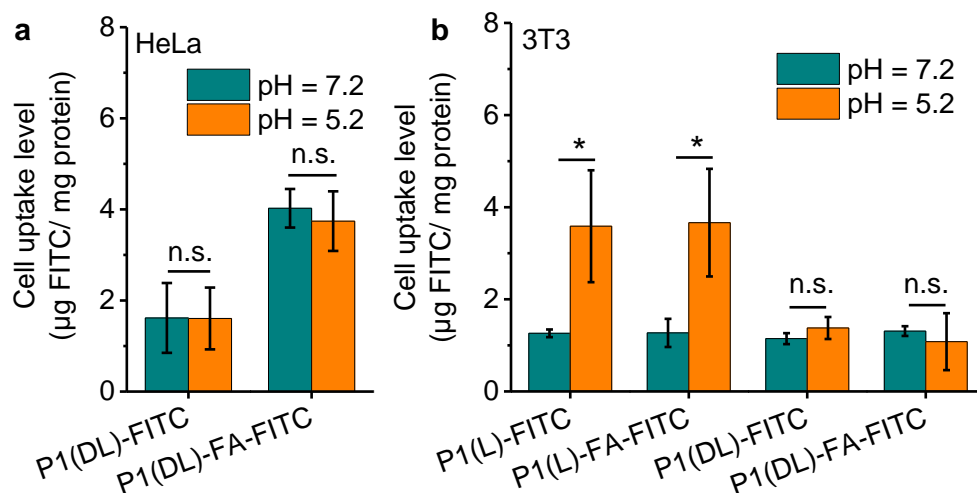 a
HeLa
pH = 7.2
pH = 5.2
n.s.
n.s.
Cell uptake level
(µg FITC/ mg protein)
8
6
4
2
0
P1(DL)-FITC
P1(DL)-FA-FITC
b
3T3
pH = 7.2
pH = 5.2
*
*
n.s.
n.s.
Cell uptake level
(µg FITC/ mg protein)
8
6
4
2
0
P1(L)-FITC
P1(L)-FA-FITC
P1(DL)-FITC
P1(DL)-FA-FITC